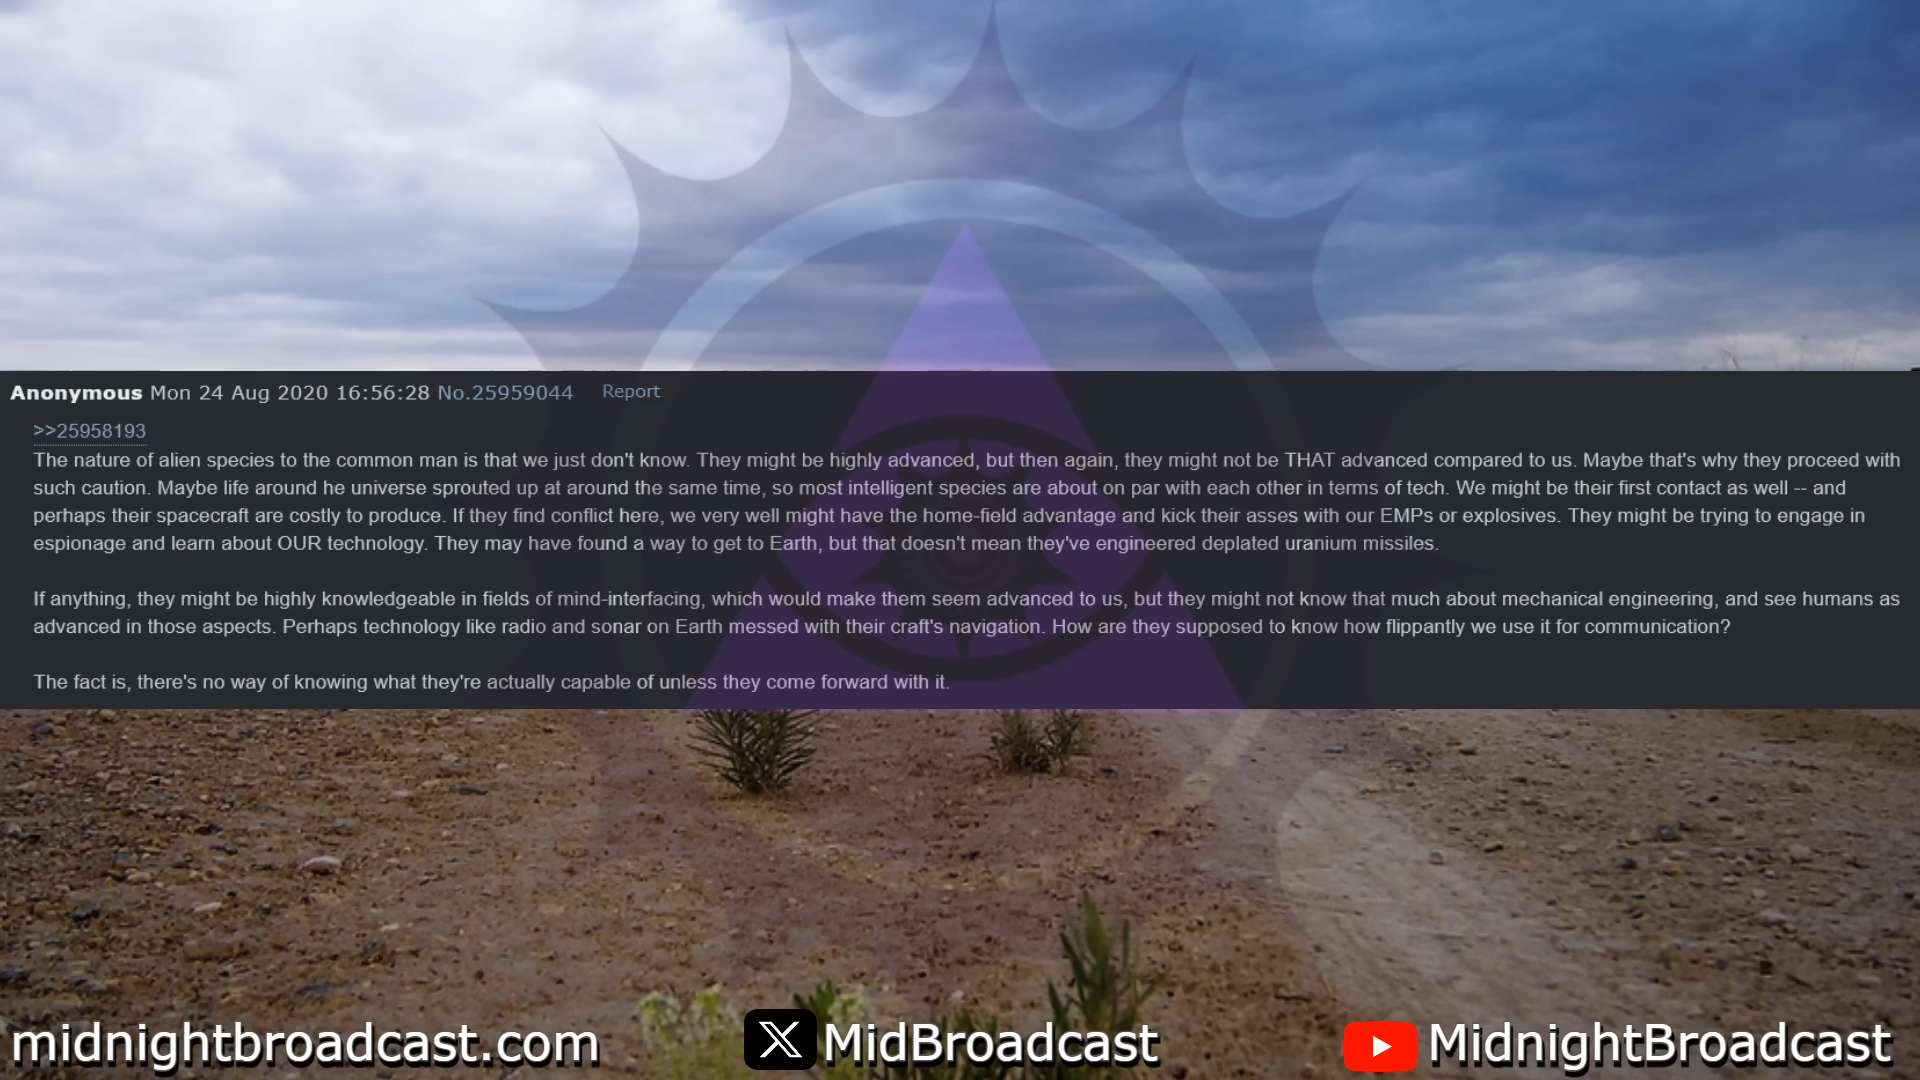 Anonymous Mon 24 Aug 2020 16:56:28 No.25959044 Report
>>25958193
The nature of alien species to the common man is that we just don't know. They might be highly advanced, but then again, they might not be THAT advanced compared to us. Maybe that's why they proceed with
such caution. Maybe life around he universe sprouted up at around the same time, so most intelligent species are about on par with each other in terms of tech. We might be their first contact as well -- and
perhaps their spacecraft are costly to produce. If they find conflict here, we very well might have the home-field advantage and kick their asses with our EMPs or explosives. They might be trying to engage in
espionage and learn about OUR technology. They may have found a way to get to Earth, but that doesn't mean they've engineered deplated uranium missiles.
If anything, they might be highly knowledgeable in fields of mind-interfacing, which would make them seem advanced to us, but they might not know that much about mechanical engineering, and see humans as
advanced in those aspects. Perhaps technology like radio and sonar on Earth messed with their craft's navigation. How are they supposed to know how flippantly we use it for communication?
The fact is, there's no way of knowing what they're actually capable of unless they come forward with it.
midnightbroadcast.com X MidBroadcast MidnightBroadcast